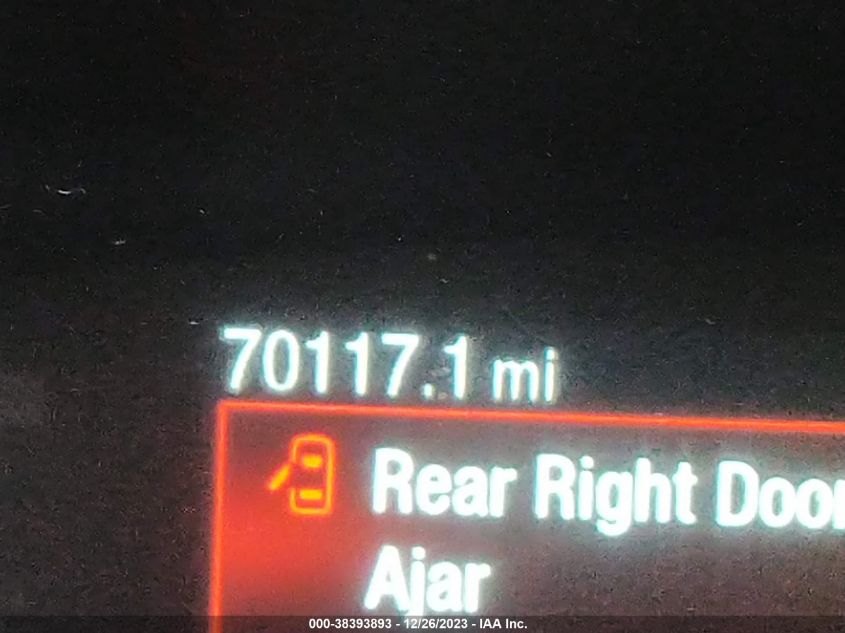 70117.1 mi
Rear Right Door
Ajar
000-38393893 - 12/26/2023 - IAA Inc.